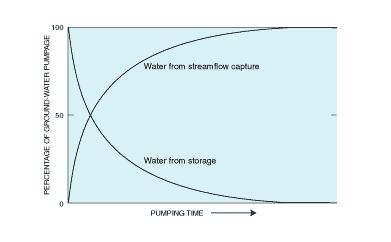 100
Water from streamflow capture
PERCENTAGE OF GROUND-WATER PUMPAGE
50
Water from storage
0
PUMPING TIME